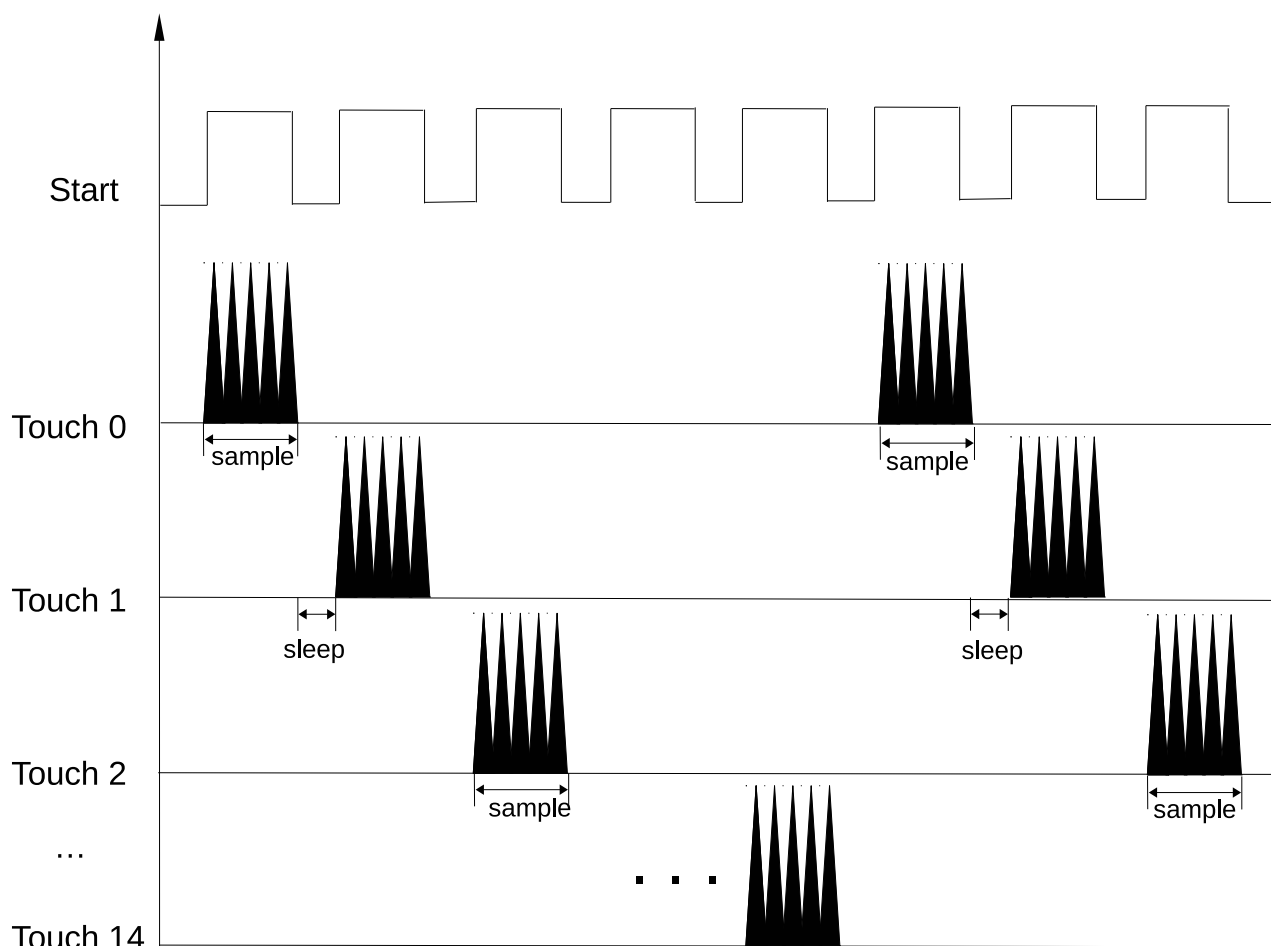 Start
Touch 0
sample
sample
Touch 1
sleep
sleep
Touch 2
sample
sample
...
. . .
Touch 14